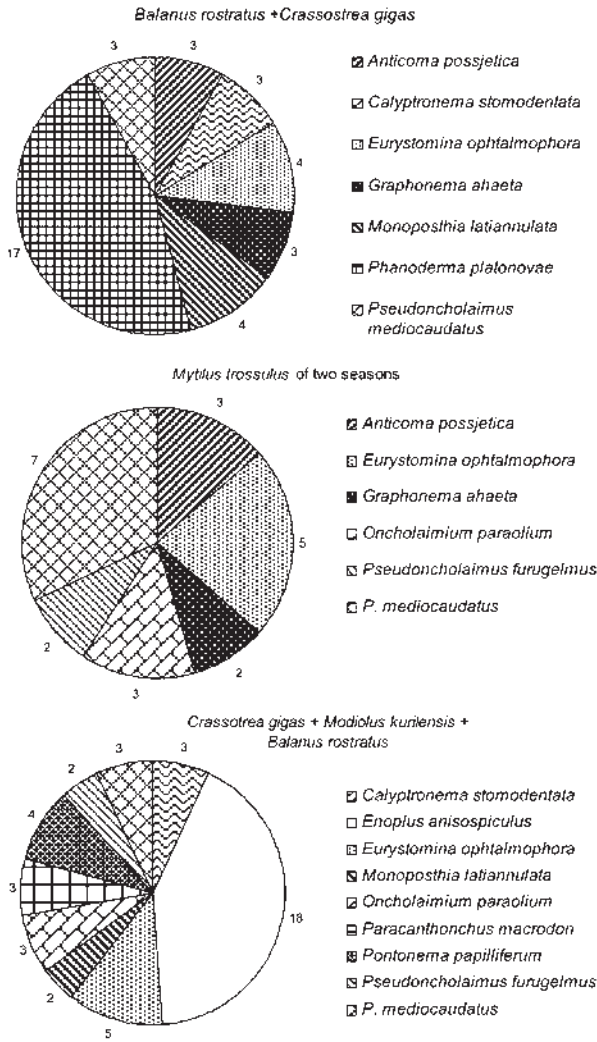 Balanus rostratus +Crassostrea gigas
3
3
3
4
3
4
17
Anticoma possjetica
Calyptronema stomodentata
Eurystomina ophtalmophora
Graphonema ahaeta
Monoposthia latiannulata
Phanoderma platonovae
Pseudoncholaimus
mediocaudatus
Mytilus trossulus of two seasons
3
7
5
2
3
2
Anticoma possjetica
Eurystomina ophtalmophora
Graphonema ahaeta
Oncholaimium paraolium
Pseudoncholaimus furugelmus
P. mediocaudatus
Crassotrea gigas + Modiolus kurilensis +
Balanus rostratus
3
3
2
4
3
3
2
5
18
Calyptronema stomodentata
Enoplus anisospiculus
Eurystomina ophtalmophora
Monoposthia latiannulata
Oncholaimium paraolium
Paracanthonchus macrodon
Pontonema papilliferum
Pseudoncholaimus furugelmus
P. mediocaudatus